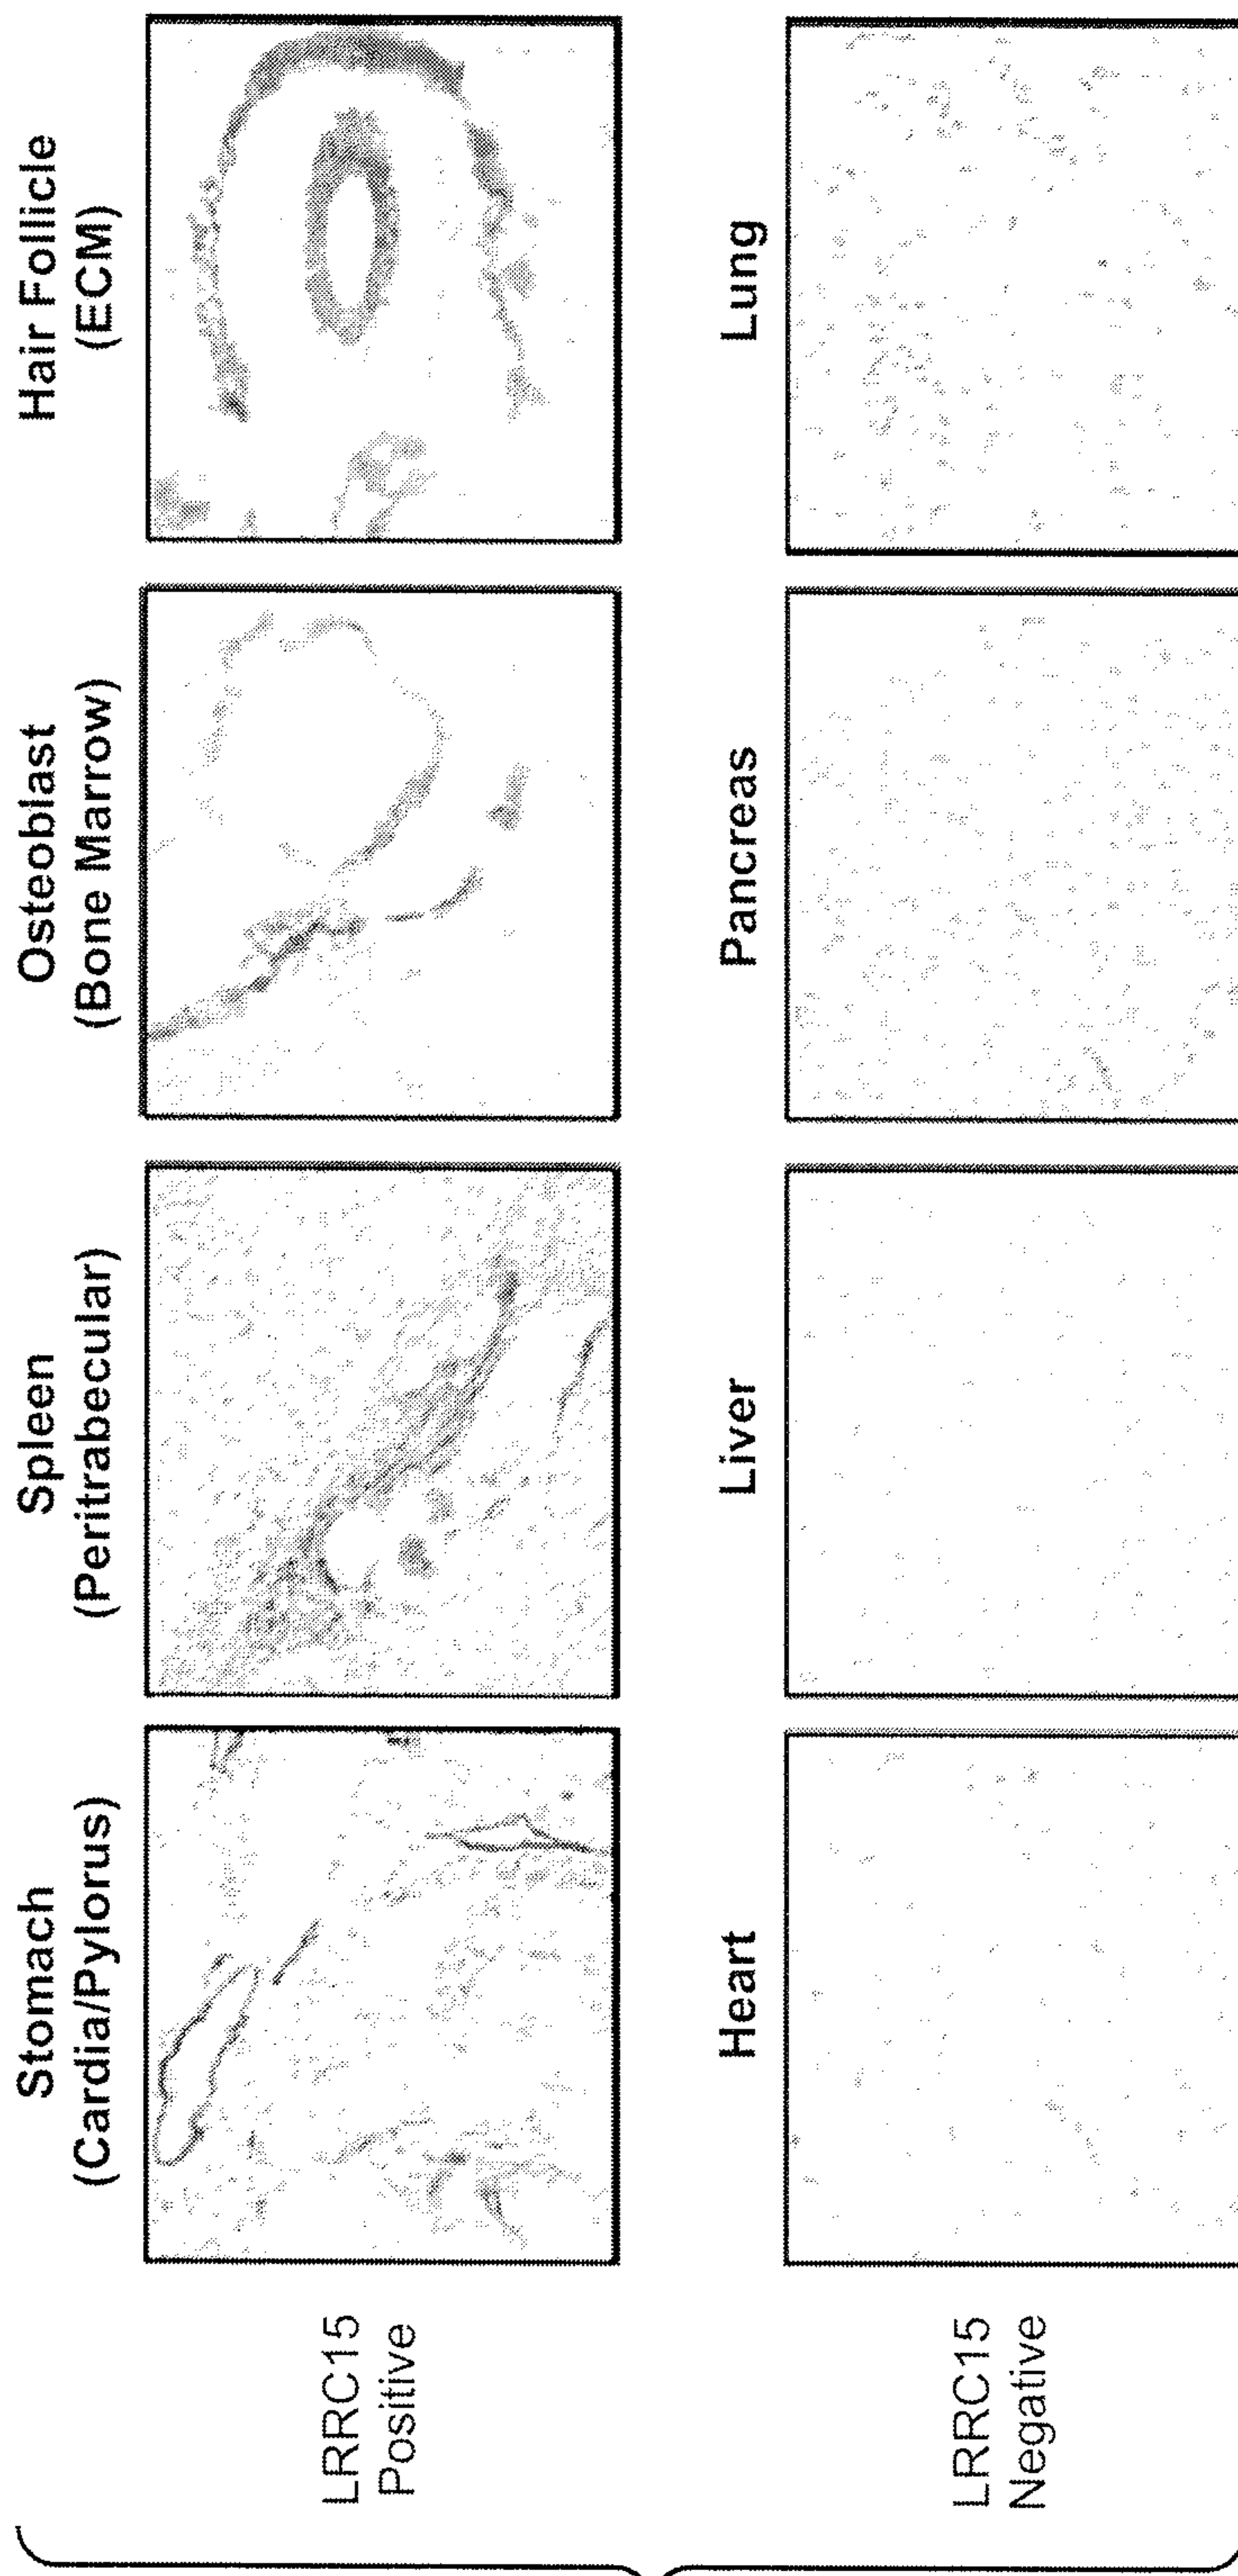 Stomach
(Cardia/Pylorus)
Spleen
(Peritrabecular)
Osteoblast
(Bone Marrow)
Hair Follicle
(ECM)
LRRC15
Positive
Heart
Liver
Pancreas
Lung
LRRC15
Negative